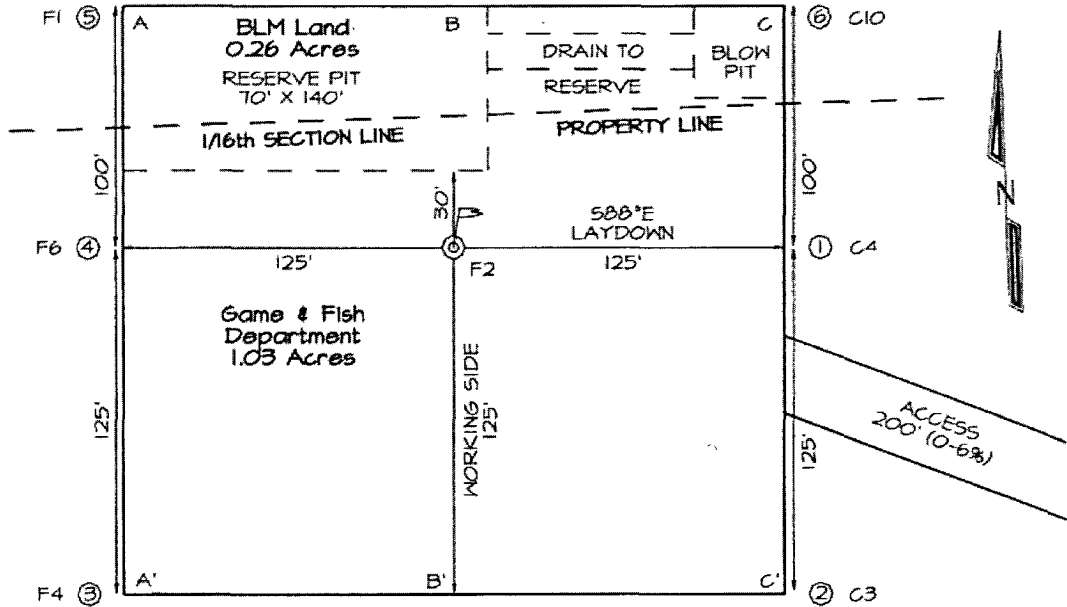 F1 ⑤
A
BLM Land
0.26 Acres
RESERVE PIT
70' X 140'
B
DRAIN TO
RESERVE
C
BLOW
PIT
⑥ C10
1/16th SECTION LINE
PROPERTY LINE
100'
30'
100'
N
S88°E
LAYDOWN
F6 ④
125'
F2
125'
① C4
Game & Fish
Department
1.03 Acres
125'
WORKING SIDE
125'
125'
ACCESS
200' (0-6%)
F4 ③
A'
B'
C'
② C3